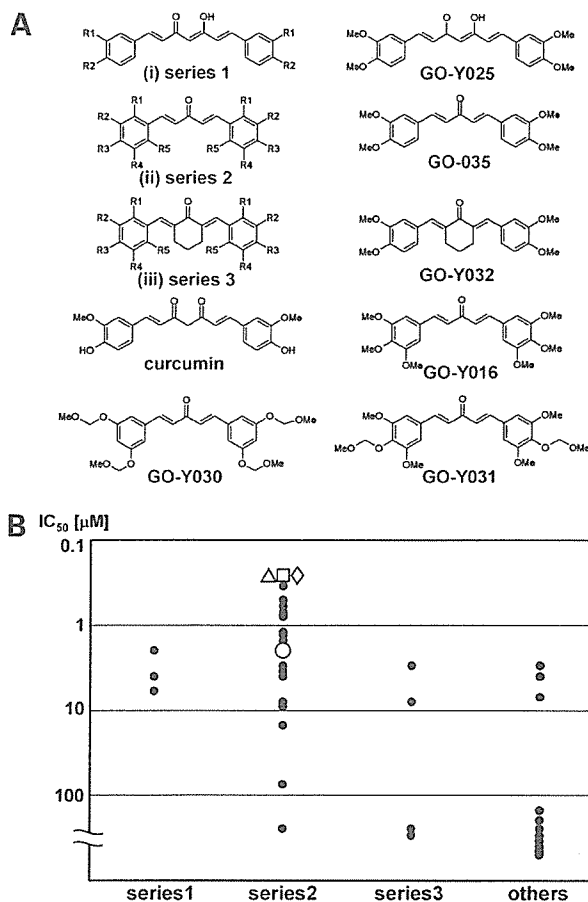 A
O OH
R1 R1
R2 R2
(i) series 1
O OH
MeO OMe
MeO OMe
GO-Y025
R1 O R1
R2 R2
R3 R5 R5 R3
R4 R4
(ii) series 2
O
MeO OMe
MeO OMe
GO-035
R1 O R1
R2 R2
R3 R5 R5 R3
R4 R4
(iii) series 3
O
MeO OMe
MeO OMe
GO-Y032
O O
MeO OMe
HO OH
curcumin
O
MeO OMe
MeO OMe
OMe OMe
GO-Y016
O
MeO O O OMe
MeO O O OMe
GO-Y030
O
MeO OMe
MeO O O OMe
OMe OMe
GO-Y031
B
IC50 [μM]
0.1
1
10
100
series1 series2 series3 others